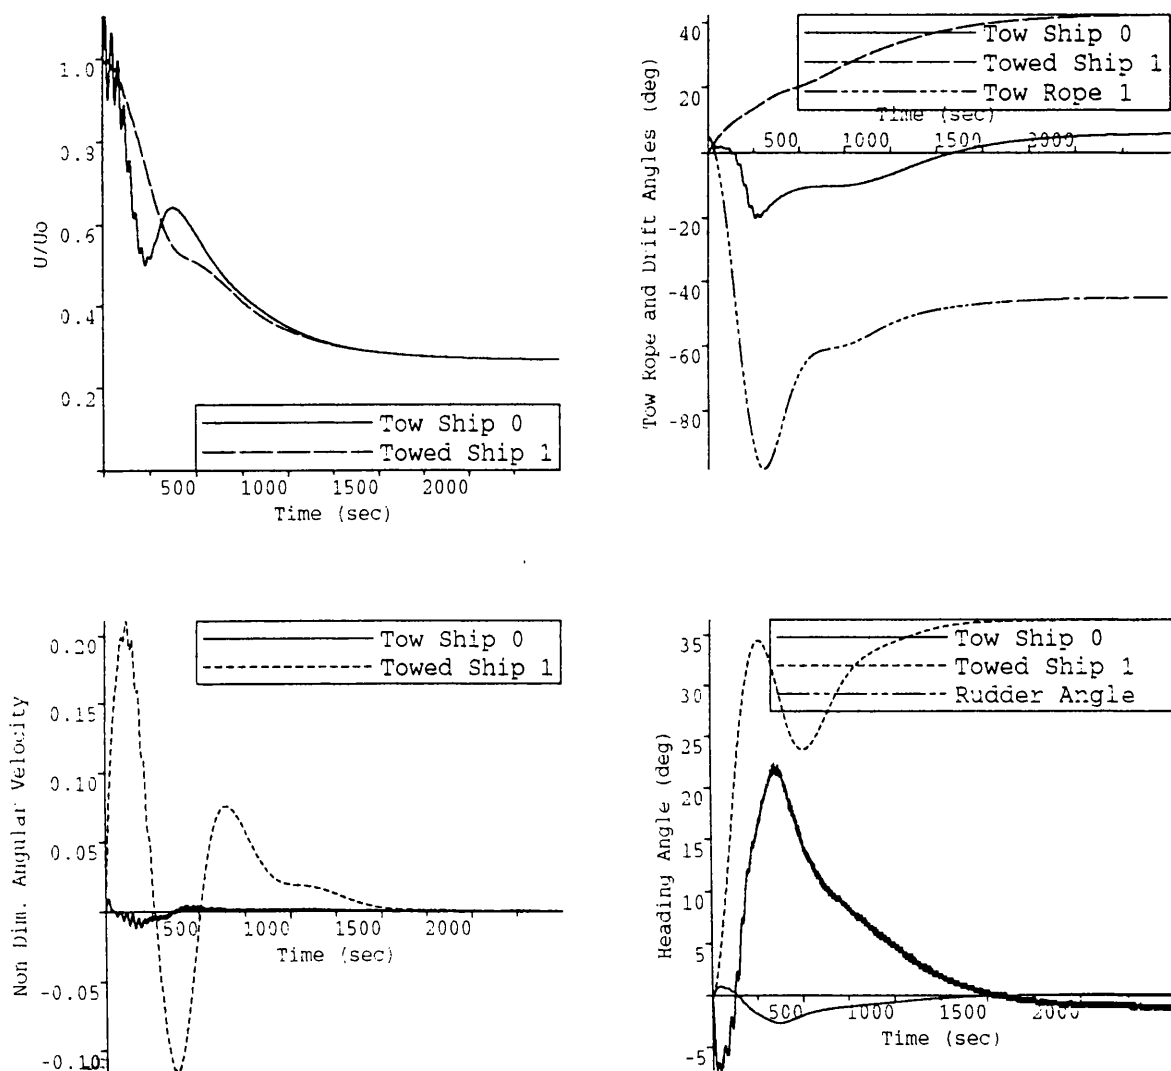 1.0
0.3
0.6
0.4
0.2
U/Uo
Tow Ship 0
Towed Ship 1
500 1000 1500 2000
Time (sec)
40
20
0
-20
-40
-60
-80
Tow Rope and Drift Angles (deg)
Tow Ship 0
Towed Ship 1
Tow Rope 1
Time (sec)
500 1000 1500 2000
0.20
0.15
0.10
0.05
-0.05
-0.10
Non Dim. Angular Velocity
Tow Ship 0
Towed Ship 1
500 1000 1500 2000
Time (sec)
35
30
25
20
15
10
5
-5
Heading Angle (deg)
Tow Ship 0
Towed Ship 1
Rudder Angle
500 1000 1500 2000
Time (sec)